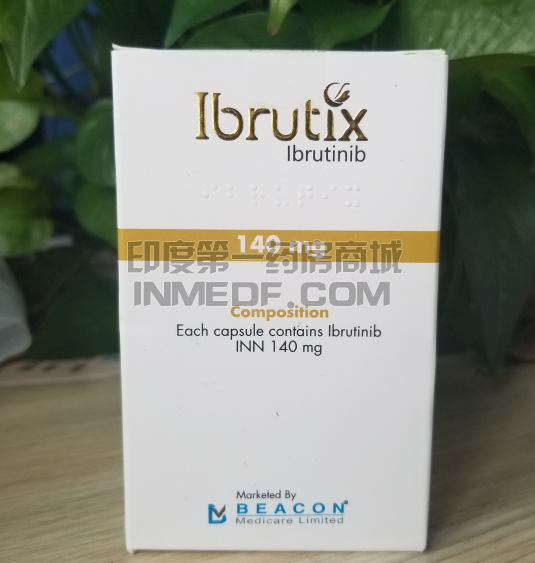 Ibrutix
Ibrutinib
140 mg
印度第一药房商城
INMEDF.COM
Composition
Each capsule contains Ibrutinib
INN 140 mg
Marketed By
BEACON
Medicare Limited